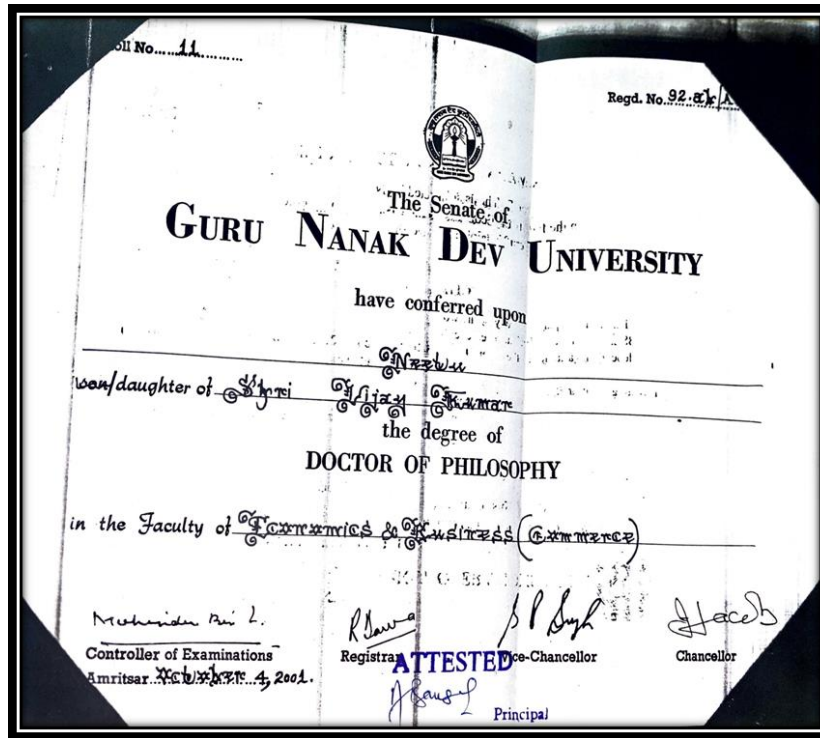 oll No...11...........
Regd. No. 92.ak/
The Senate of
GURU NANAK DEV UNIVERSITY
have conferred upon
Neetu
son/daughter of Shri Vijay Kumar
the degree of
DOCTOR OF PHILOSOPHY
in the Faculty of Economics & Business (Commerce)
Controller of Examinations Registrar Vice-Chancellor Chancellor
ATTESTED
Amritsar October 4, 2001.
Principal